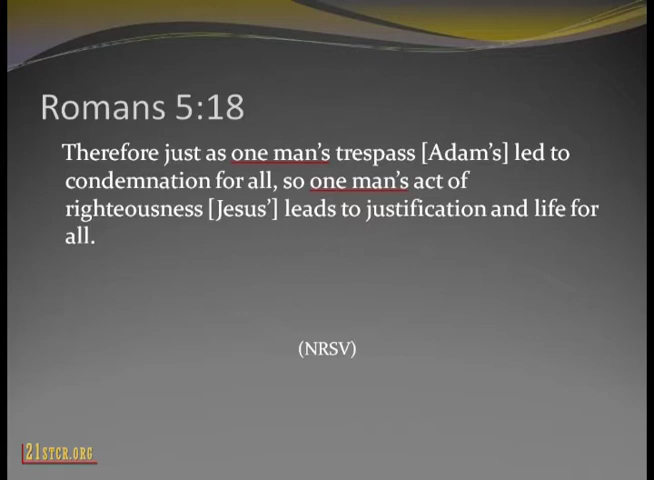 Romans 5:18
Therefore just as one man's trespass [Adam's] led to
condemnation for all, so one man's act of
righteousness [Jesus'] leads to justification and life for
all.
(NRSV)
21STCR.ORG